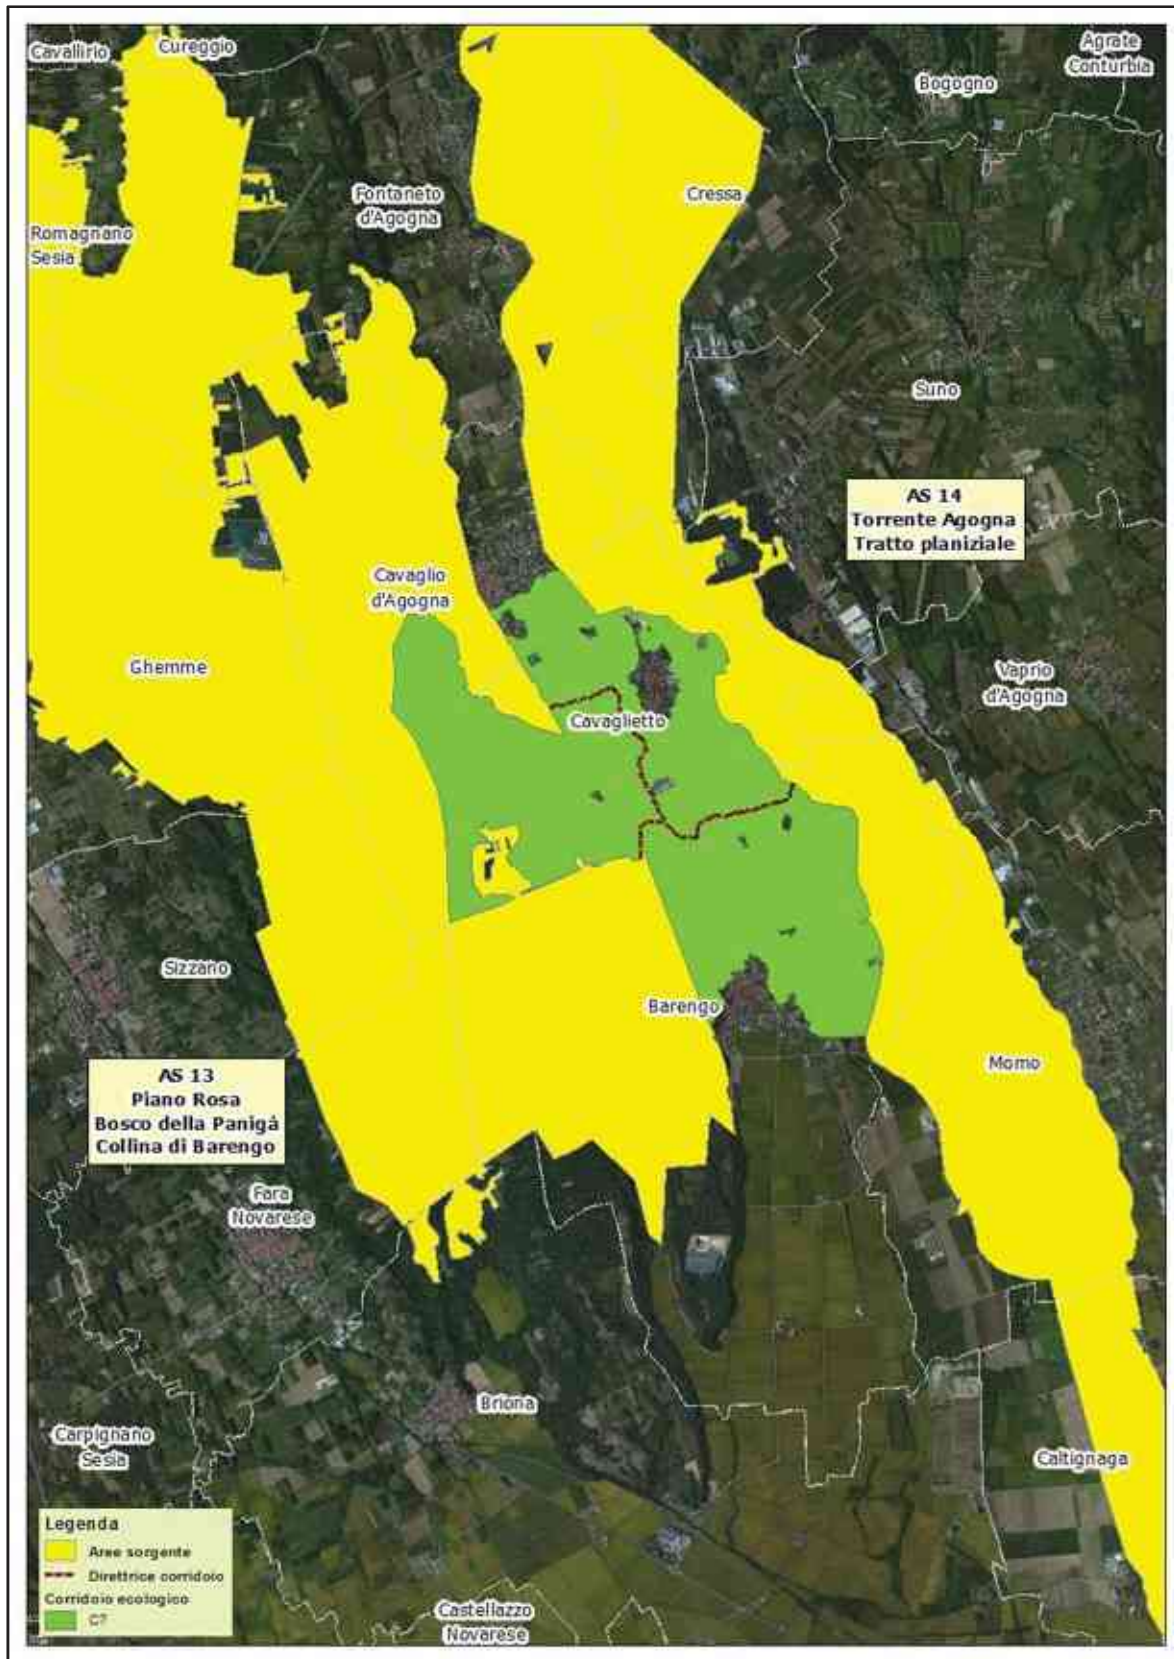 Cavallirio
Cureggio
Agrate
Conturbia
Bogogno
Fontaneto
d'Agogna
Cressa
Romagnano
Sesia
Suno
AS 14
Torrente Agogna
Tratto planiziale
Cavaglio
d'Agogna
Ghemme
Vaprio
d'Agogna
Cavaglietto
Sizzano
Barengo
Momo
AS 13
Piano Rosa
Bosco della Panigà
Collina di Barengo
Fara
Novarese
Briona
Carpignano
Sesia
Caltignaga
Legenda
Aree sorgente
Direttrice corridoio
Corridoio ecologico
C7
Castellazzo
Novarese